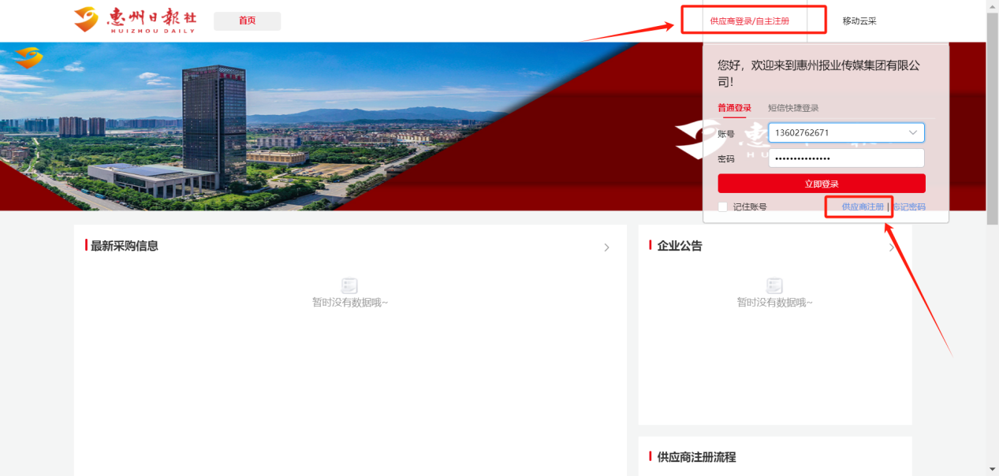 惠州日報社
HUIZHOU DAILY
首页
供应商登录/自主注册
移动云采
您好，欢迎来到惠州报业传媒集团有限公
司！
普通登录
短信快捷登录
账号
13602762671
密码
•••••••••••••••
立即登录
记住账号
供应商注册 | 忘记密码
最新采购信息
暂时没有数据哦~
企业公告
暂时没有数据哦~
供应商注册流程